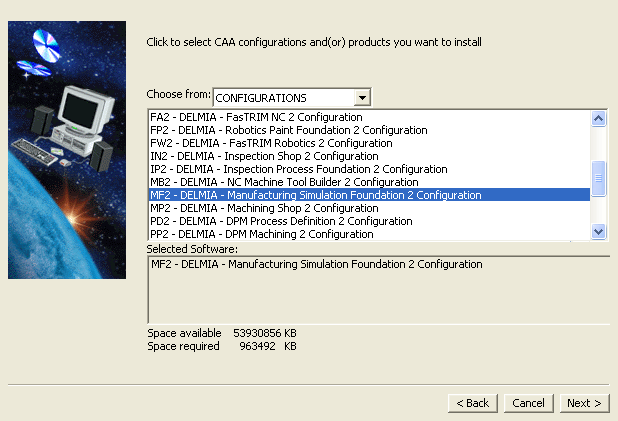 Click to select CAA configurations and(or) products you want to install
Choose from: CONFIGURATIONS
FA2 - DELMIA - FasTRIM NC 2 Configuration
FP2 - DELMIA - Robotics Paint Foundation 2 Configuration
FW2 - DELMIA - FasTRIM Robotics 2 Configuration
IN2 - DELMIA - Inspection Shop 2 Configuration
IP2 - DELMIA - Inspection Process Foundation 2 Configuration
MB2 - DELMIA - NC Machine Tool Builder 2 Configuration
MF2 - DELMIA - Manufacturing Simulation Foundation 2 Configuration
MP2 - DELMIA - Machining Shop 2 Configuration
PD2 - DELMIA - DPM Process Definition 2 Configuration
PP2 - DELMIA - DPM Machining 2 Configuration
Selected Software:
MF2 - DELMIA - Manufacturing Simulation Foundation 2 Configuration
Space available 53930856 KB
Space required 963492 KB
< Back Cancel Next >